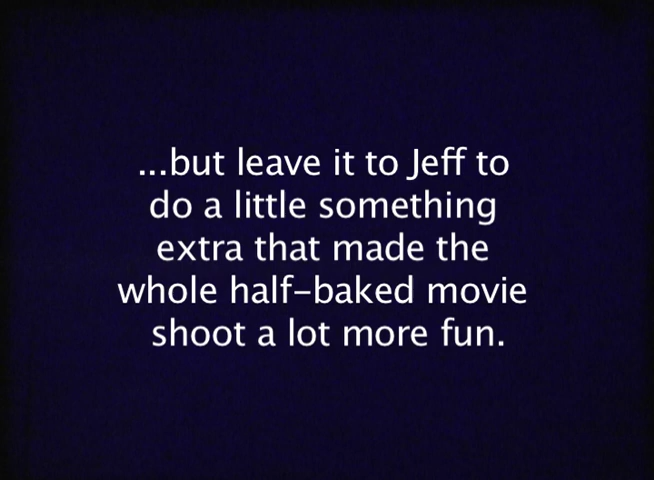 ...but leave it to Jeff to
do a little something
extra that made the
whole half-baked movie
shoot a lot more fun.